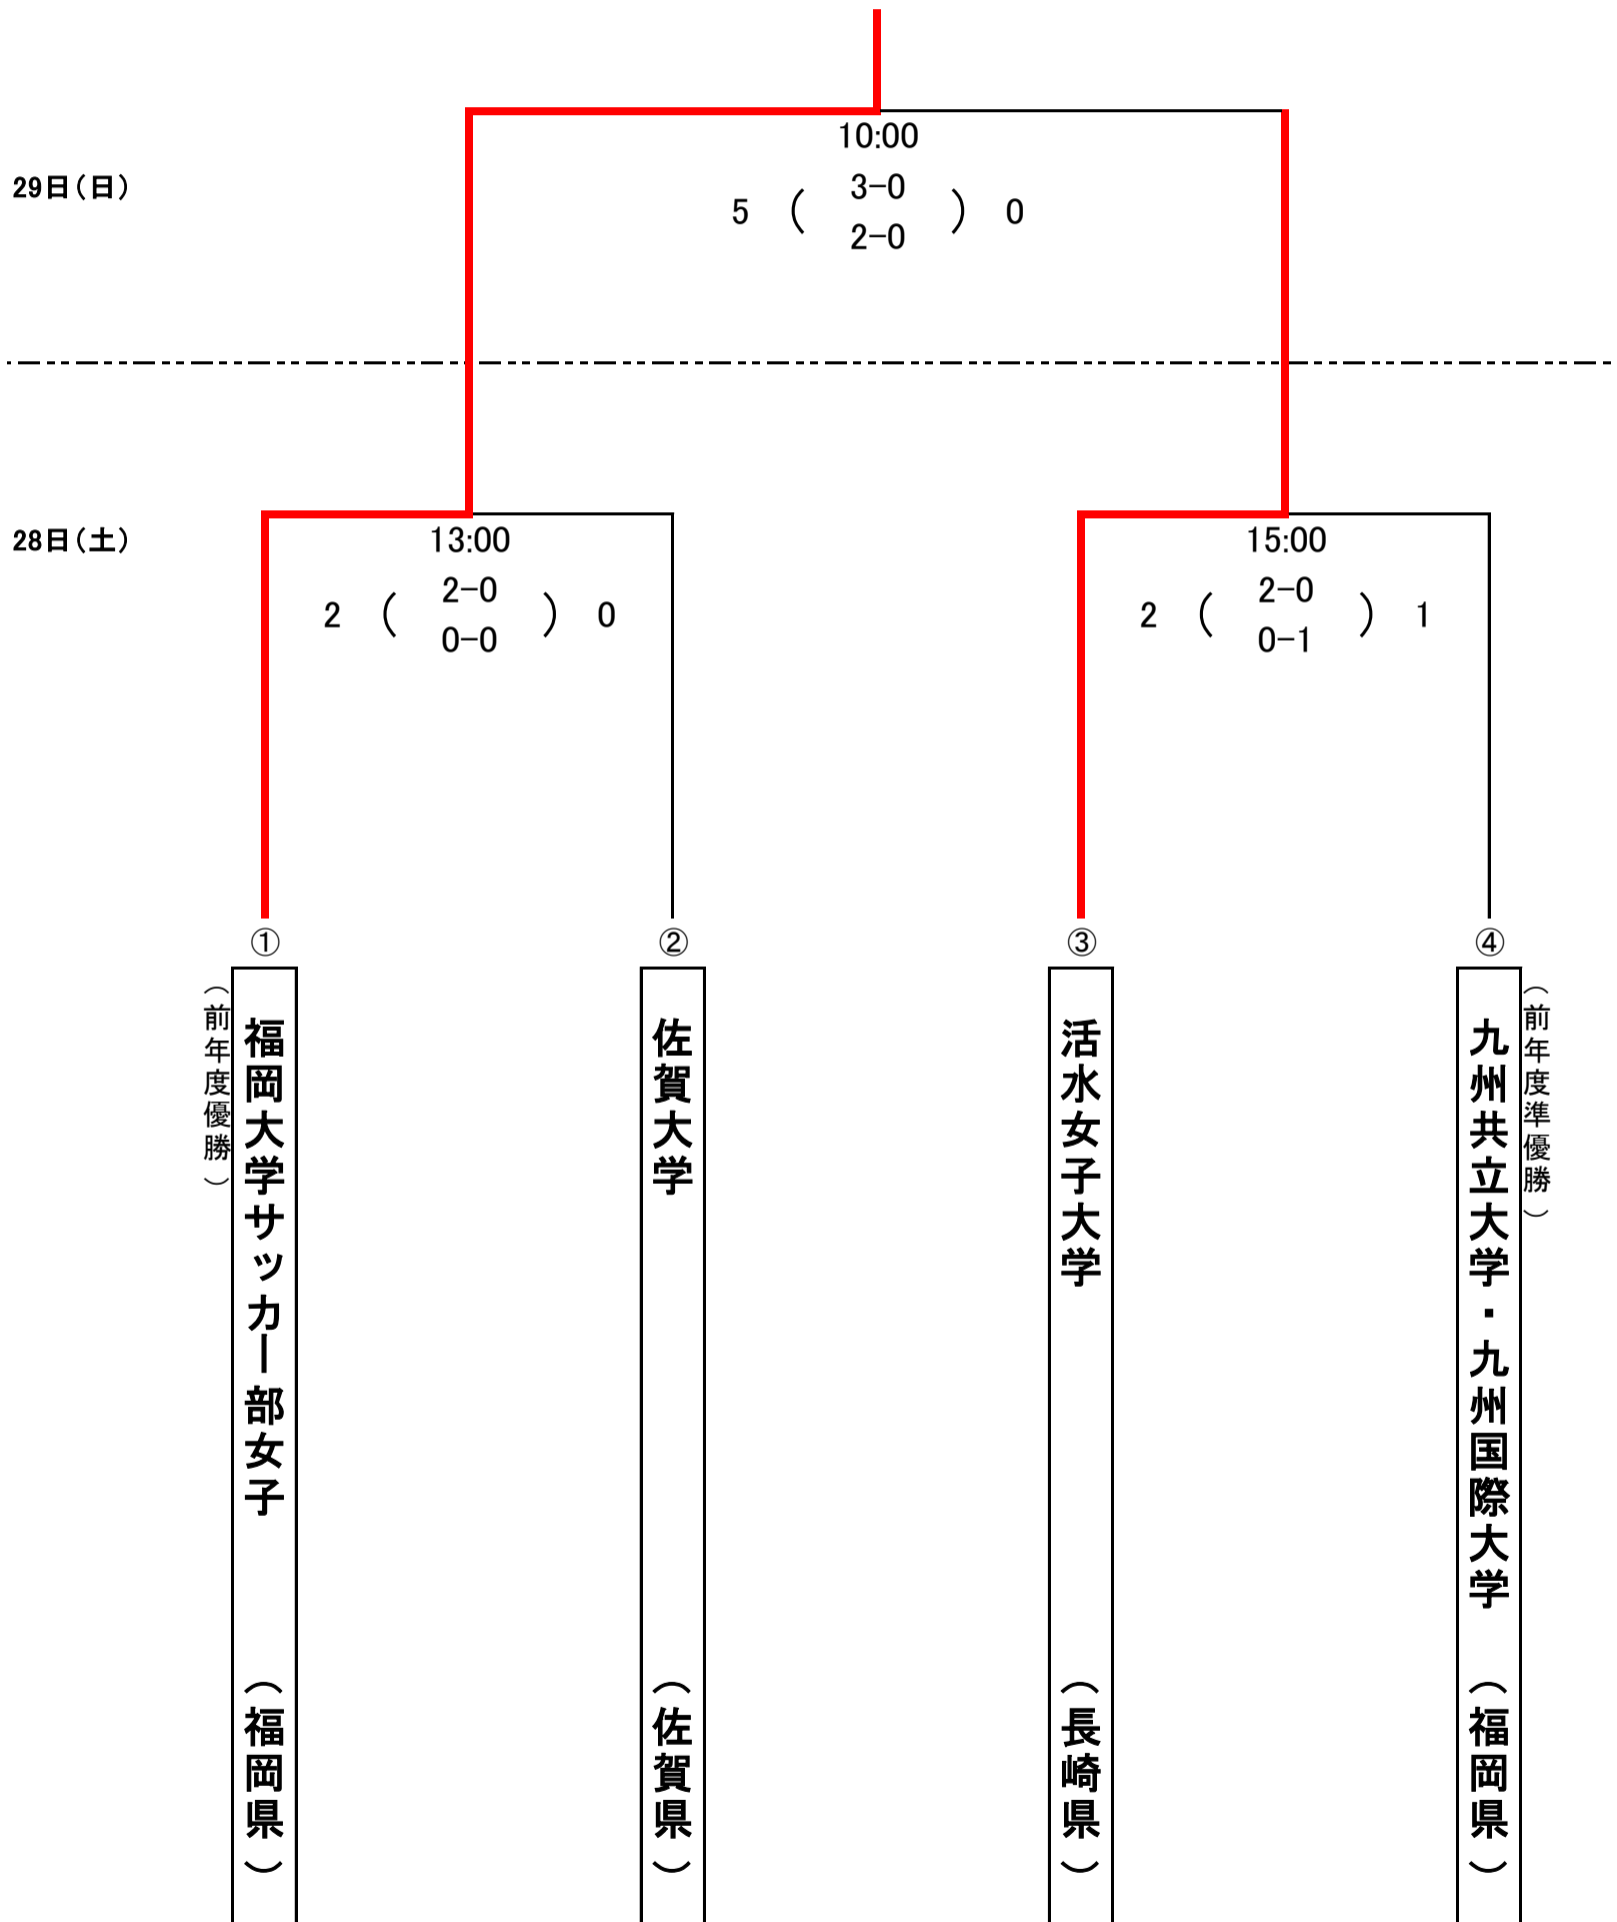 10:00
29日(日)
3-0
5 ( ) 0
2-0
28日(土)
13:00
2-0
2 ( ) 0
0-0
15:00
2-0
2 ( ) 1
0-1
①
(前年度優勝)
福岡大学サッカー部女子 (福岡県)
②
佐賀大学 (佐賀県)
③
活水女子大学 (長崎県)
④
九州共立大学・九州国際大学 (福岡県)
(前年度準優勝)